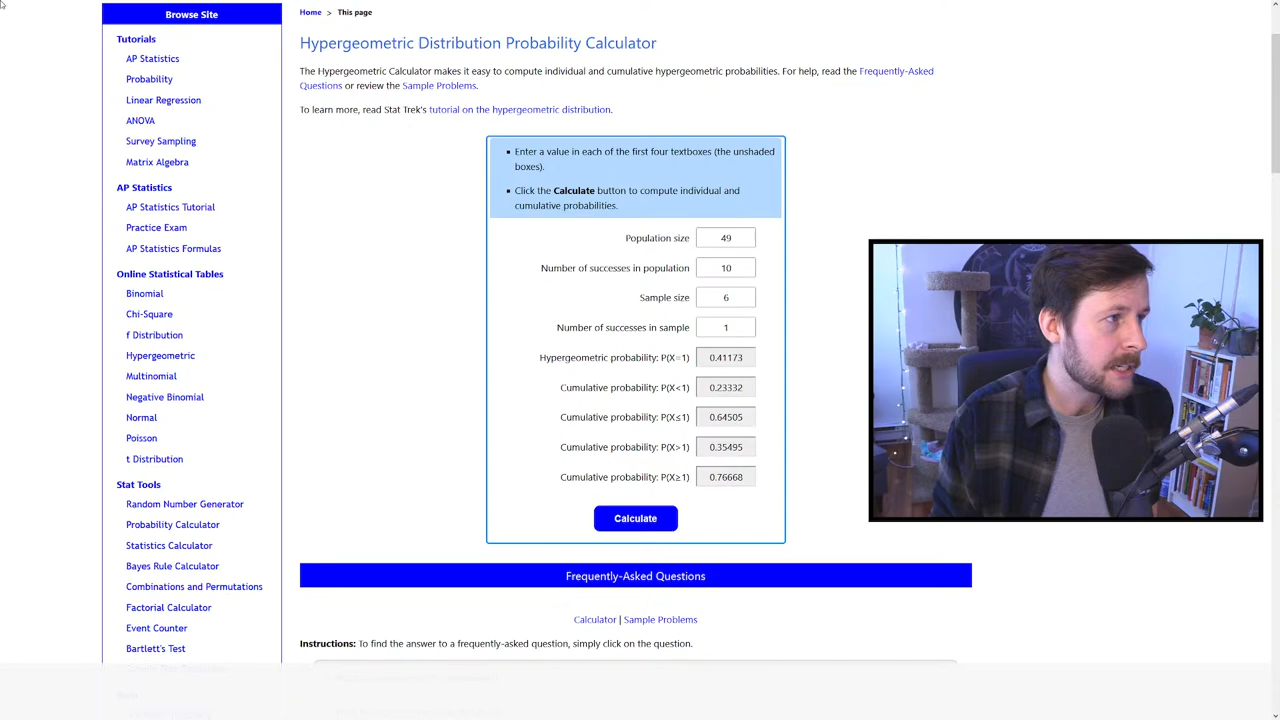 Browse Site
Tutorials
AP Statistics
Probability
Linear Regression
ANOVA
Survey Sampling
Matrix Algebra
AP Statistics
AP Statistics Tutorial
Practice Exam
AP Statistics Formulas
Online Statistical Tables
Binomial
Chi-Square
f Distribution
Hypergeometric
Multinomial
Negative Binomial
Normal
Poisson
t Distribution
Stat Tools
Random Number Generator
Probability Calculator
Statistics Calculator
Bayes Rule Calculator
Combinations and Permutations
Factorial Calculator
Event Counter
Bartlett's Test
Home > This page
Hypergeometric Distribution Probability Calculator
The Hypergeometric Calculator makes it easy to compute individual and cumulative hypergeometric probabilities. For help, read the Frequently-Asked
Questions or review the Sample Problems.
To learn more, read Stat Trek's tutorial on the hypergeometric distribution.
▪ Enter a value in each of the first four textboxes (the unshaded
boxes).
▪ Click the Calculate button to compute individual and
cumulative probabilities.
Population size 49
Number of successes in population 10
Sample size 6
Number of successes in sample 1
Hypergeometric probability: P(X=1) 0.41173
Cumulative probability: P(X<1) 0.23332
Cumulative probability: P(X≤1) 0.64505
Cumulative probability: P(X>1) 0.35495
Cumulative probability: P(X≥1) 0.76668
Calculate
Frequently-Asked Questions
Calculator | Sample Problems
Instructions: To find the answer to a frequently-asked question, simply click on the question.